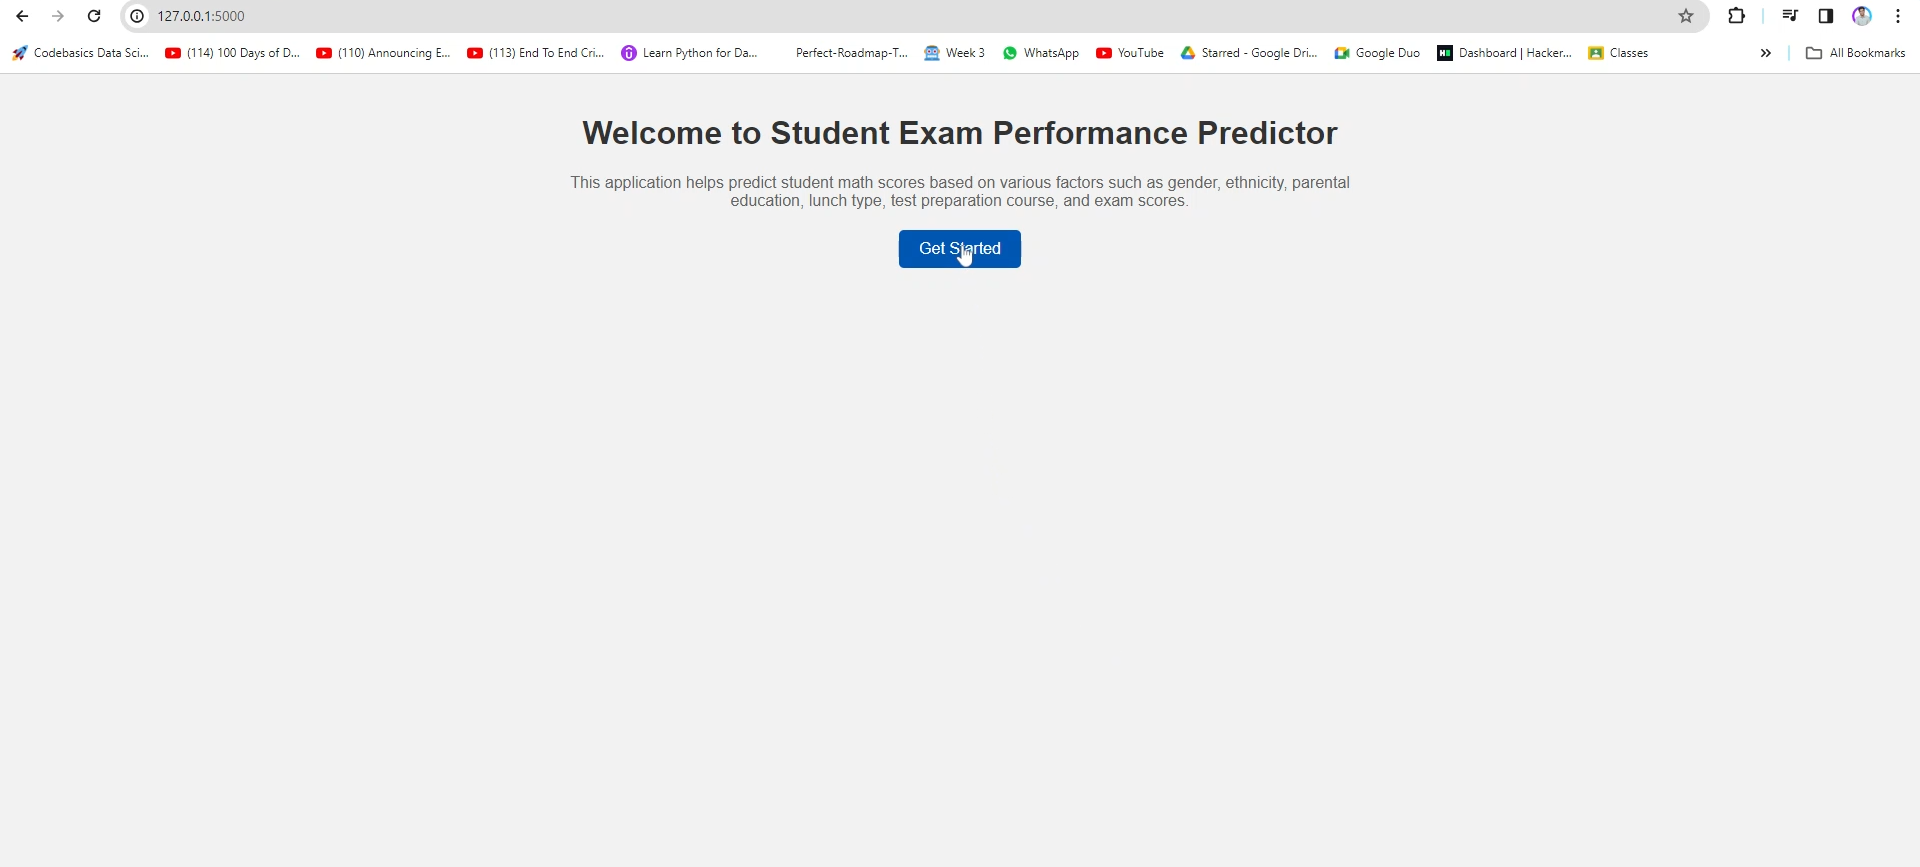 127.0.0.1:5000
Codebasics Data Sci... (114) 100 Days of D... (110) Announcing E... (113) End To End Cri... Learn Python for Da... Perfect-Roadmap-T... Week 3 WhatsApp YouTube Starred - Google Dri... Google Duo Dashboard | Hacker... Classes » All Bookmarks
Welcome to Student Exam Performance Predictor
This application helps predict student math scores based on various factors such as gender, ethnicity, parental
education, lunch type, test preparation course, and exam scores.
Get Started